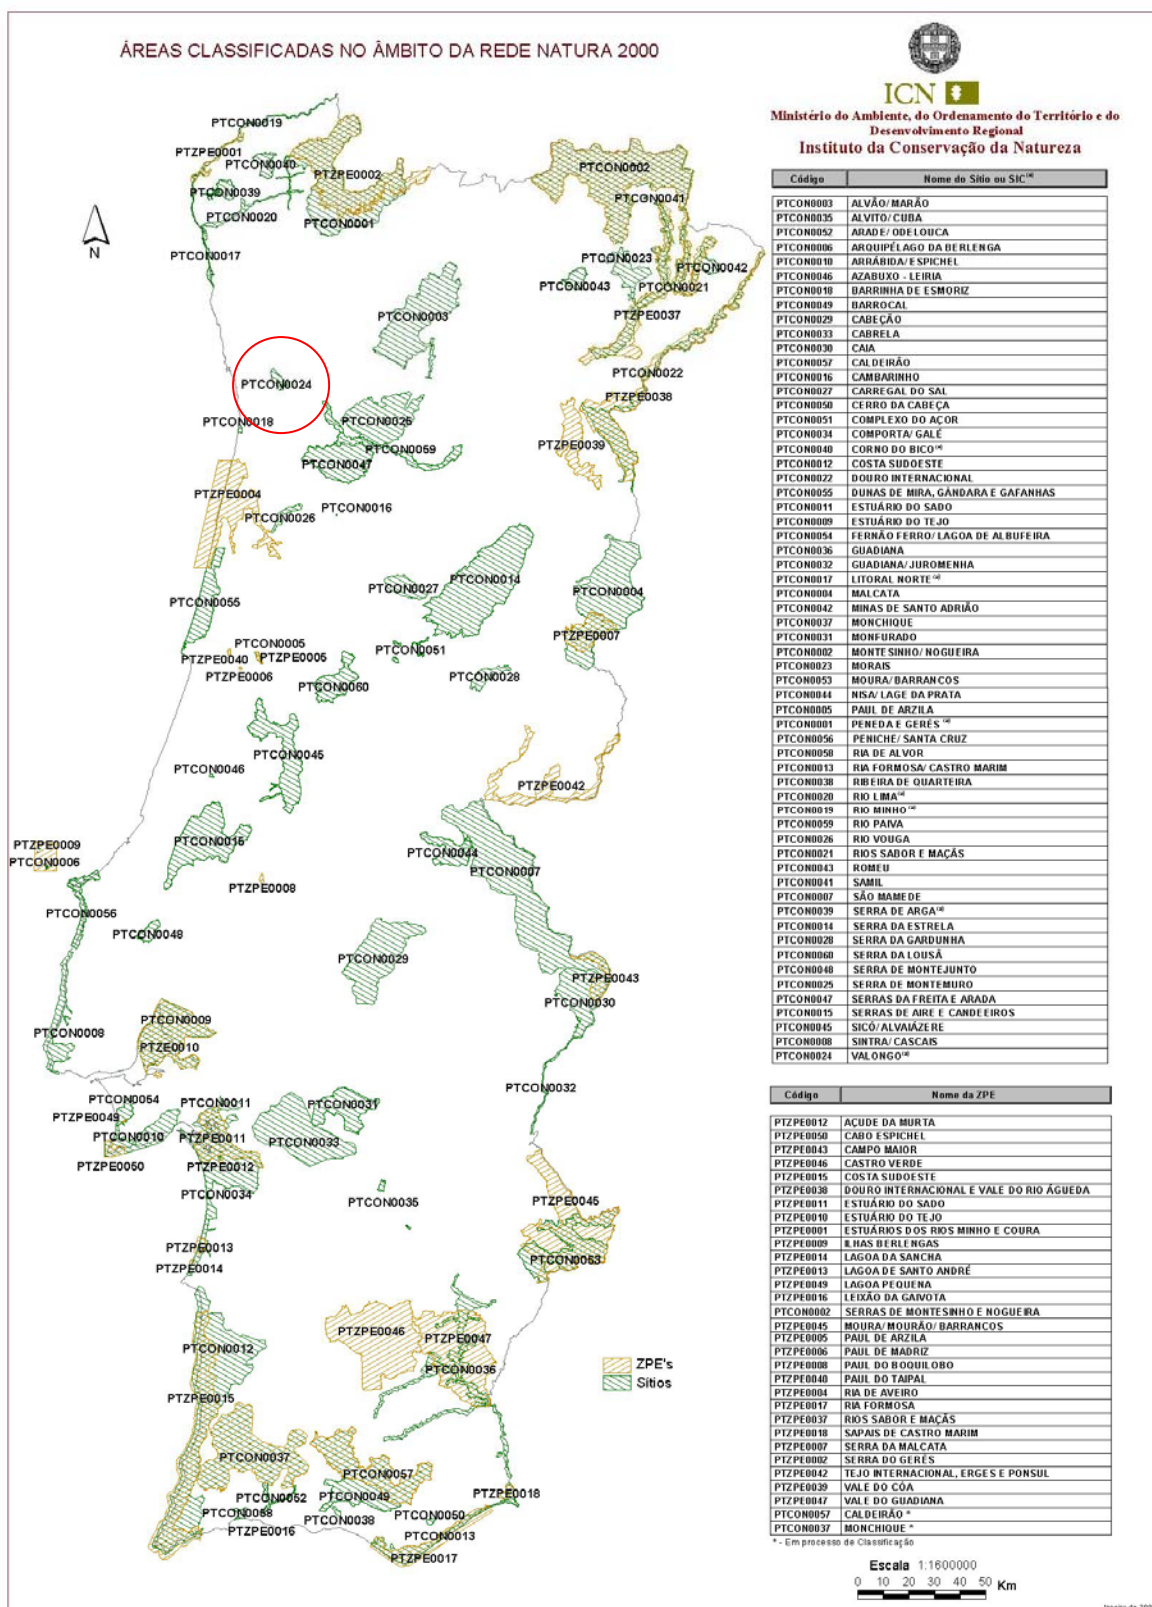 ÁREAS CLASSIFICADAS NO ÂMBITO DA REDE NATURA 2000
ICN
Ministério do Ambiente, do Ordenamento do Território e do
Desenvolvimento Regional
Instituto da Conservação da Natureza
PTCON0019
PTZPE0001
PTCON0040
PTZPE0002
PTCON0039
PTCON0020
PTCON0001
PTCON0017
N
PTCON0002
PTCON0041
PTCON0023
PTCON0042
PTCON0043
PTCON0021
PTZPE0037
PTCON0003
PTCON0022
PTZPE0038
PTCON0024
PTCON0018
PTCON0025
PTCON0059
PTZPE0039
PTCON0047
PTZPE0004
PTCON0026
PTCON0016
PTCON0014
PTCON0027
PTCON0004
PTCON0055
PTZPE0007
PTCON0005
PTCON0051
PTZPE0040
PTZPE0005
PTZPE0006
PTCON0060
PTCON0028
PTCON0045
PTCON0046
PTZPE0042
PTCON0015
PTZPE0009
PTCON0006
PTCON0044
PTCON0007
PTZPE0008
PTCON0056
PTCON0048
PTCON0029
PTZPE0043
PTCON0030
PTCON0009
PTCON0008
PTZE0010
PTCON0032
PTCON0054
PTCON0011
PTCON0031
PTZPE0049
PTCON0010
PTZPE0011
PTCON0033
PTZPE0050
PTZPE0012
PTCON0034
PTCON0035
PTZPE0045
PTZPE0013
PTCON0053
PTZPE0014
PTZPE0046
PTZPE0047
PTCON0012
PTCON0036
PTZPE0015
PTCON0037
PTCON0057
PTCON0052
PTCON0049
PTZPE0018
PTCON0058
PTCON0038
PTCON0050
PTZPE0016
PTCON0013
PTZPE0017
ZPE's
Sítios
Código Nome do Sítio ou SIC(a)
PTCON0003 ALVÃO/ MARÃO
PTCON0035 ALVITO/ CUBA
PTCON0052 ARADE/ ODELOUCA
PTCON0006 ARQUIPÉLAGO DA BERLENGA
PTCON0010 ARRÁBIDA/ ESPICHEL
PTCON0046 AZABUXO - LEIRIA
PTCON0018 BARRINHA DE ESMORIZ
PTCON0049 BARROCAL
PTCON0029 CABEÇÃO
PTCON0033 CABRELA
PTCON0030 CAIA
PTCON0057 CALDEIRÃO
PTCON0016 CAMBARINHO
PTCON0027 CARREGAL DO SAL
PTCON0050 CERRO DA CABEÇA
PTCON0051 COMPLEXO DO AÇOR
PTCON0034 COMPORTA/ GALÉ
PTCON0040 CORNO DO BICO(a)
PTCON0012 COSTA SUDOESTE
PTCON0022 DOURO INTERNACIONAL
PTCON0055 DUNAS DE MIRA, GÂNDARA E GAFANHAS
PTCON0011 ESTUÁRIO DO SADO
PTCON0009 ESTUÁRIO DO TEJO
PTCON0054 FERNÃO FERRO/ LAGOA DE ALBUFEIRA
PTCON0036 GUADIANA
PTCON0032 GUADIANA/ JUROMENHA
PTCON0017 LITORAL NORTE(a)
PTCON0004 MALCATA
PTCON0042 MINAS DE SANTO ADRIÃO
PTCON0037 MONCHIQUE
PTCON0031 MONFURADO
PTCON0002 MONTESINHO/ NOGUEIRA
PTCON0023 MORAIS
PTCON0053 MOURA/ BARRANCOS
PTCON0044 NISA/ LAGE DA PRATA
PTCON0005 PAUL DE ARZILA
PTCON0001 PENEDA E GERÊS (a)
PTCON0056 PENICHE/ SANTA CRUZ
PTCON0058 RIA DE ALVOR
PTCON0013 RIA FORMOSA/ CASTRO MARIM
PTCON0038 RIBEIRA DE QUARTEIRA
PTCON0020 RIO LIMA(a)
PTCON0019 RIO MINHO(a)
PTCON0059 RIO PAIVA
PTCON0026 RIO VOUGA
PTCON0021 RIOS SABOR E MAÇÃS
PTCON0043 ROMEU
PTCON0041 SAMIL
PTCON0007 SÃO MAMEDE
PTCON0039 SERRA DE ARGA(a)
PTCON0014 SERRA DA ESTRELA
PTCON0028 SERRA DA GARDUNHA
PTCON0060 SERRA DA LOUSÃ
PTCON0048 SERRA DE MONTEJUNTO
PTCON0025 SERRA DE MONTEMURO
PTCON0047 SERRAS DA FREITA E ARADA
PTCON0015 SERRAS DE AIRE E CANDEEIROS
PTCON0045 SICÓ/ ALVAIÁZERE
PTCON0008 SINTRA/ CASCAIS
PTCON0024 VALONGO(a)
Código Nome da ZPE
PTZPE0012 AÇUDE DA MURTA
PTZPE0050 CABO ESPICHEL
PTZPE0043 CAMPO MAIOR
PTZPE0046 CASTRO VERDE
PTZPE0015 COSTA SUDOESTE
PTZPE0038 DOURO INTERNACIONAL E VALE DO RIO ÁGUEDA
PTZPE0011 ESTUÁRIO DO SADO
PTZPE0010 ESTUÁRIO DO TEJO
PTZPE0001 ESTUÁRIOS DOS RIOS MINHO E COURA
PTZPE0009 ILHAS BERLENGAS
PTZPE0014 LAGOA DA SANCHA
PTZPE0013 LAGOA DE SANTO ANDRÉ
PTZPE0049 LAGOA PEQUENA
PTZPE0016 LEIXÃO DA GAIVOTA
PTCON0002 SERRAS DE MONTESINHO E NOGUEIRA
PTZPE0045 MOURA/ MOURÃO/ BARRANCOS
PTZPE0005 PAUL DE ARZILA
PTZPE0006 PAUL DE MADRIZ
PTZPE0008 PAUL DO BOQUILOBO
PTZPE0040 PAUL DO TAIPAL
PTZPE0004 RIA DE AVEIRO
PTZPE0017 RIA FORMOSA
PTZPE0037 RIOS SABOR E MAÇÃS
PTZPE0018 SAPAIS DE CASTRO MARIM
PTZPE0007 SERRA DA MALCATA
PTZPE0002 SERRA DO GERÊS
PTZPE0042 TEJO INTERNACIONAL, ERGES E PONSUL
PTZPE0039 VALE DO CÔA
PTZPE0047 VALE DO GUADIANA
PTCON0057 CALDEIRÃO *
PTCON0037 MONCHIQUE *
* - Em processo de Classificação
Escala 1:1600000
0 10 20 30 40 50 Km